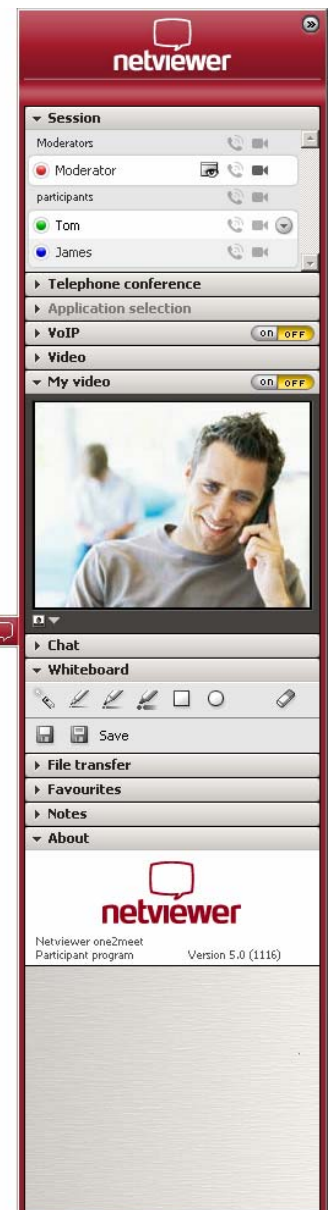 netviewer
Session
Moderators
Moderator
participants
Tom
James
Telephone conference
Application selection
VoIP on OFF
Video
My video on OFF
Chat
Whiteboard
Save
File transfer
Favourites
Notes
About
netviewer
Netviewer one2meet
Participant program Version 5.0 (1116)